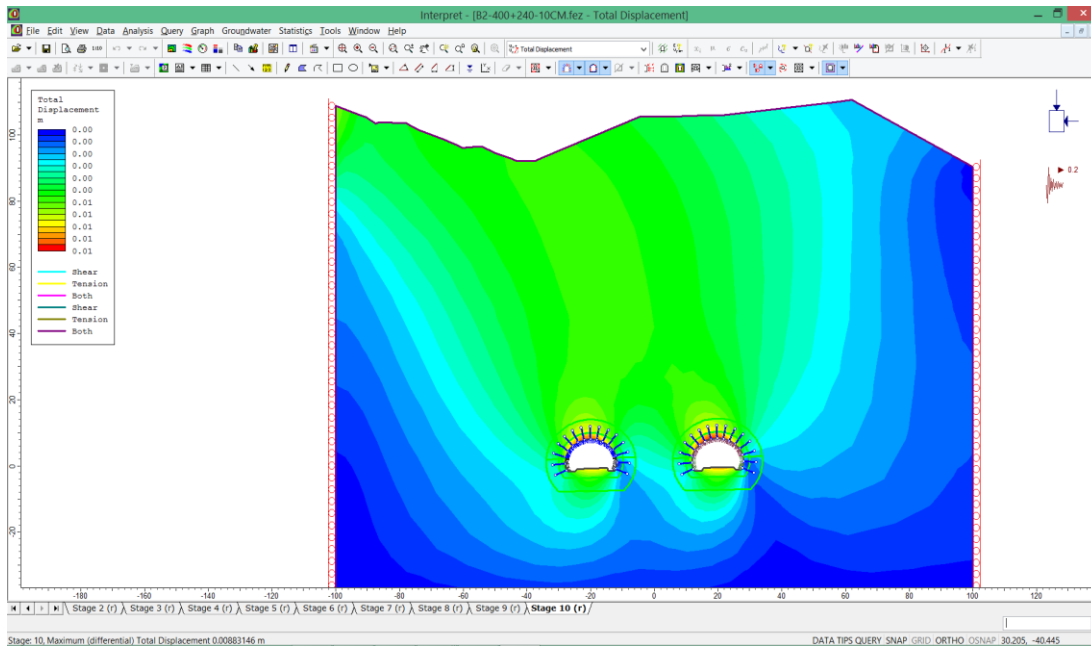 Interpret - [B2-400+240-10CM.fez - Total Displacement]
File Edit View Data Analysis Query Graph Groundwater Statistics Tools Window Help
Total Displacement
Total
Displacement
m
0.00
0.00
0.00
0.00
0.00
0.00
0.01
0.01
0.01
0.01
0.01
Shear
Tension
Both
Shear
Tension
Both
0.2
100
80
60
40
20
0
-20
-180 -160 -140 -120 -100 -80 -60 -40 -20 0 20 40 60 80 100 120
Stage 2 (r) Stage 3 (r) Stage 4 (r) Stage 5 (r) Stage 6 (r) Stage 7 (r) Stage 8 (r) Stage 9 (r) Stage 10 (r)
Stage: 10, Maximum (differential) Total Displacement 0.00883146 m
DATA TIPS QUERY SNAP GRID ORTHO OSNAP 30.205, -40.445